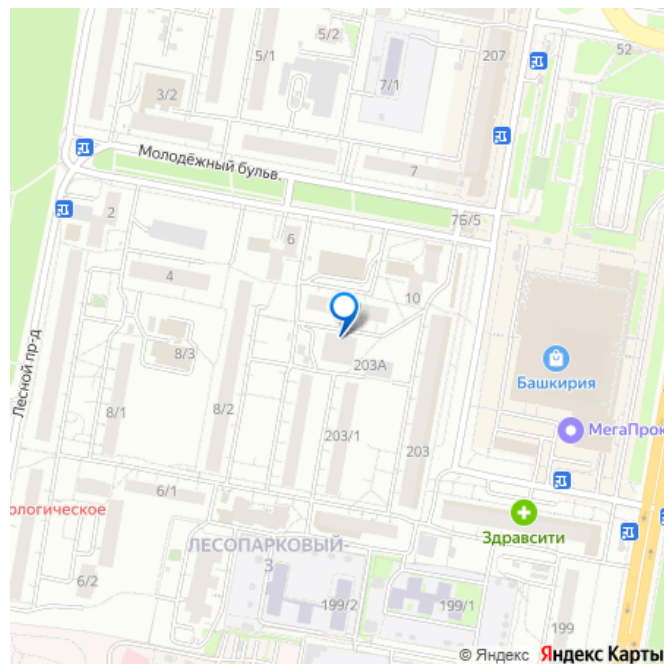 5/2
5/1
207
52
3/2
7/1
Молодёжный бульв.
7
2
7Б/5
6
4
10
8/3
203А
Башкирия
Лесной пр-д
8/1
8/2
203/1
203
МегаПрок
6/1
ологическое
Здравсити
ЛЕСОПАРКОВЫЙ-
3
6/2
199/2
199/1
199
© Яндекс Яндекс Карты